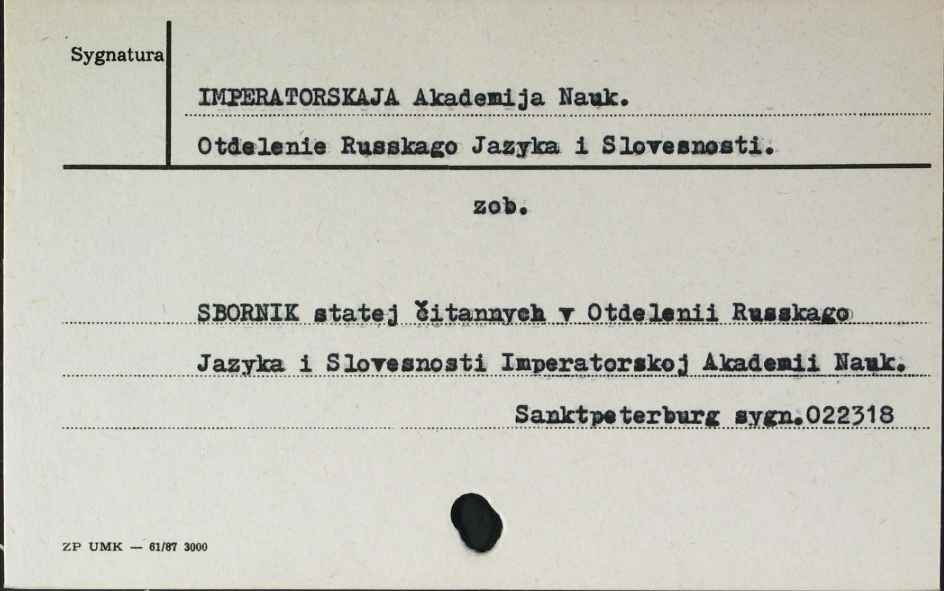 Sygnatura
IMPERATORSKAJA Akademija Nauk.
Otdelenie Russkago Jazyka i Slovesnosti.
zob.
SBORNIK statej čitannych v Otdelenii Russkago
Jazyka i Slovesnosti Imperatorskoj Akademii Nauk.
Sanktpeterburg sygn.022318
ZP UMK — 61/87 3000